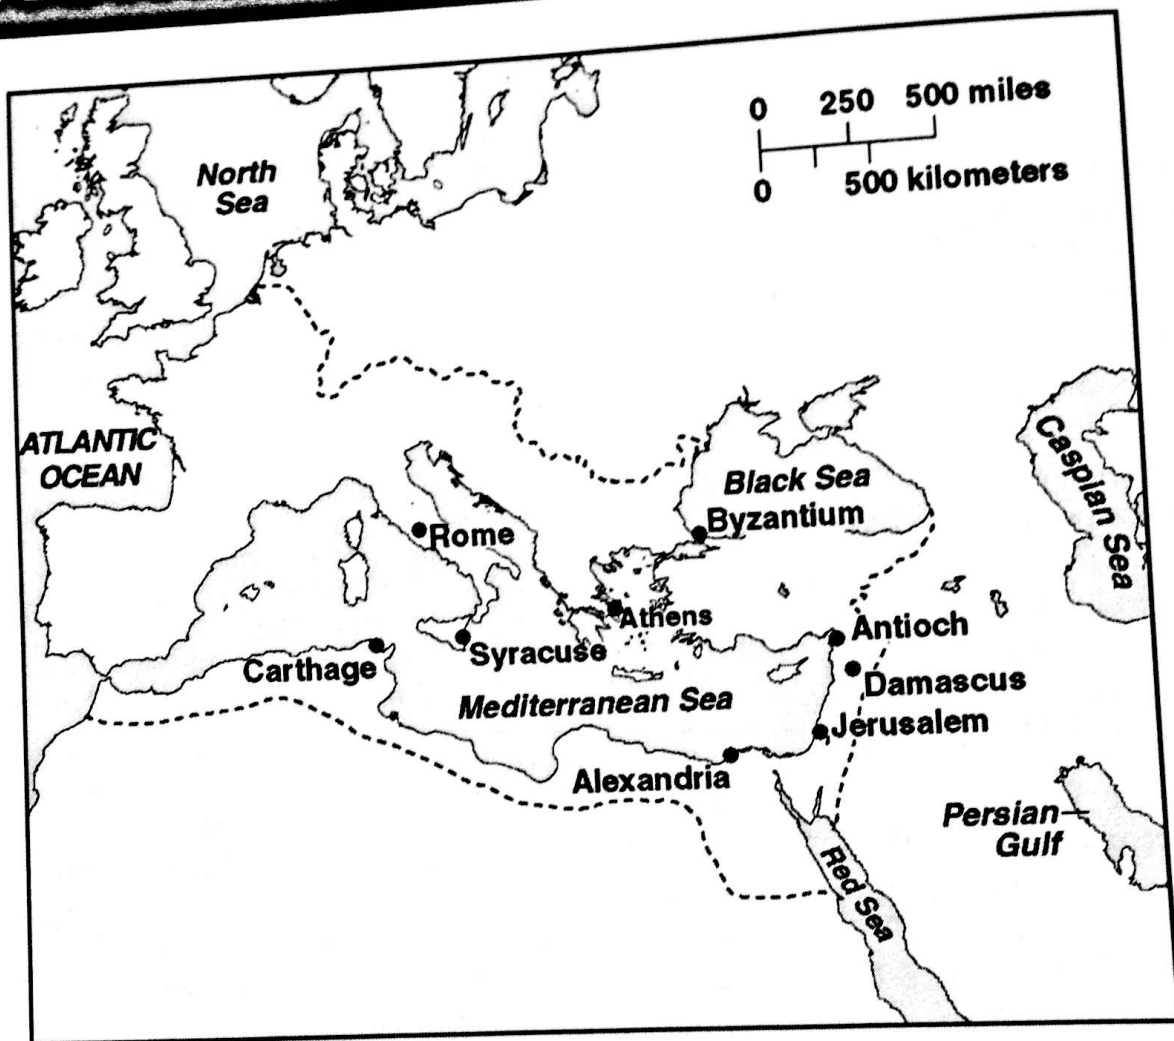 0 250 500 miles
0 500 kilometers
North
Sea
ATLANTIC
OCEAN
Caspian Sea
Black Sea
Byzantium
Rome
Athens
Antioch
Syracuse
Carthage
Damascus
Mediterranean Sea
Jerusalem
Alexandria
Persian
Gulf
Red Sea